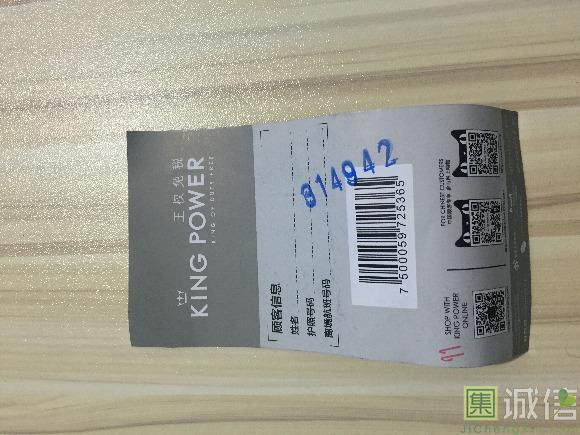 王权免税
KING POWER
KING OF DUTY FREE
顾客信息
姓名
护照号码
离境航班号码
814942
7 500059 725365
FOR CHINESE CUSTOMERS
SHOP WITH
KING POWER
ONLINE
97
集诚信